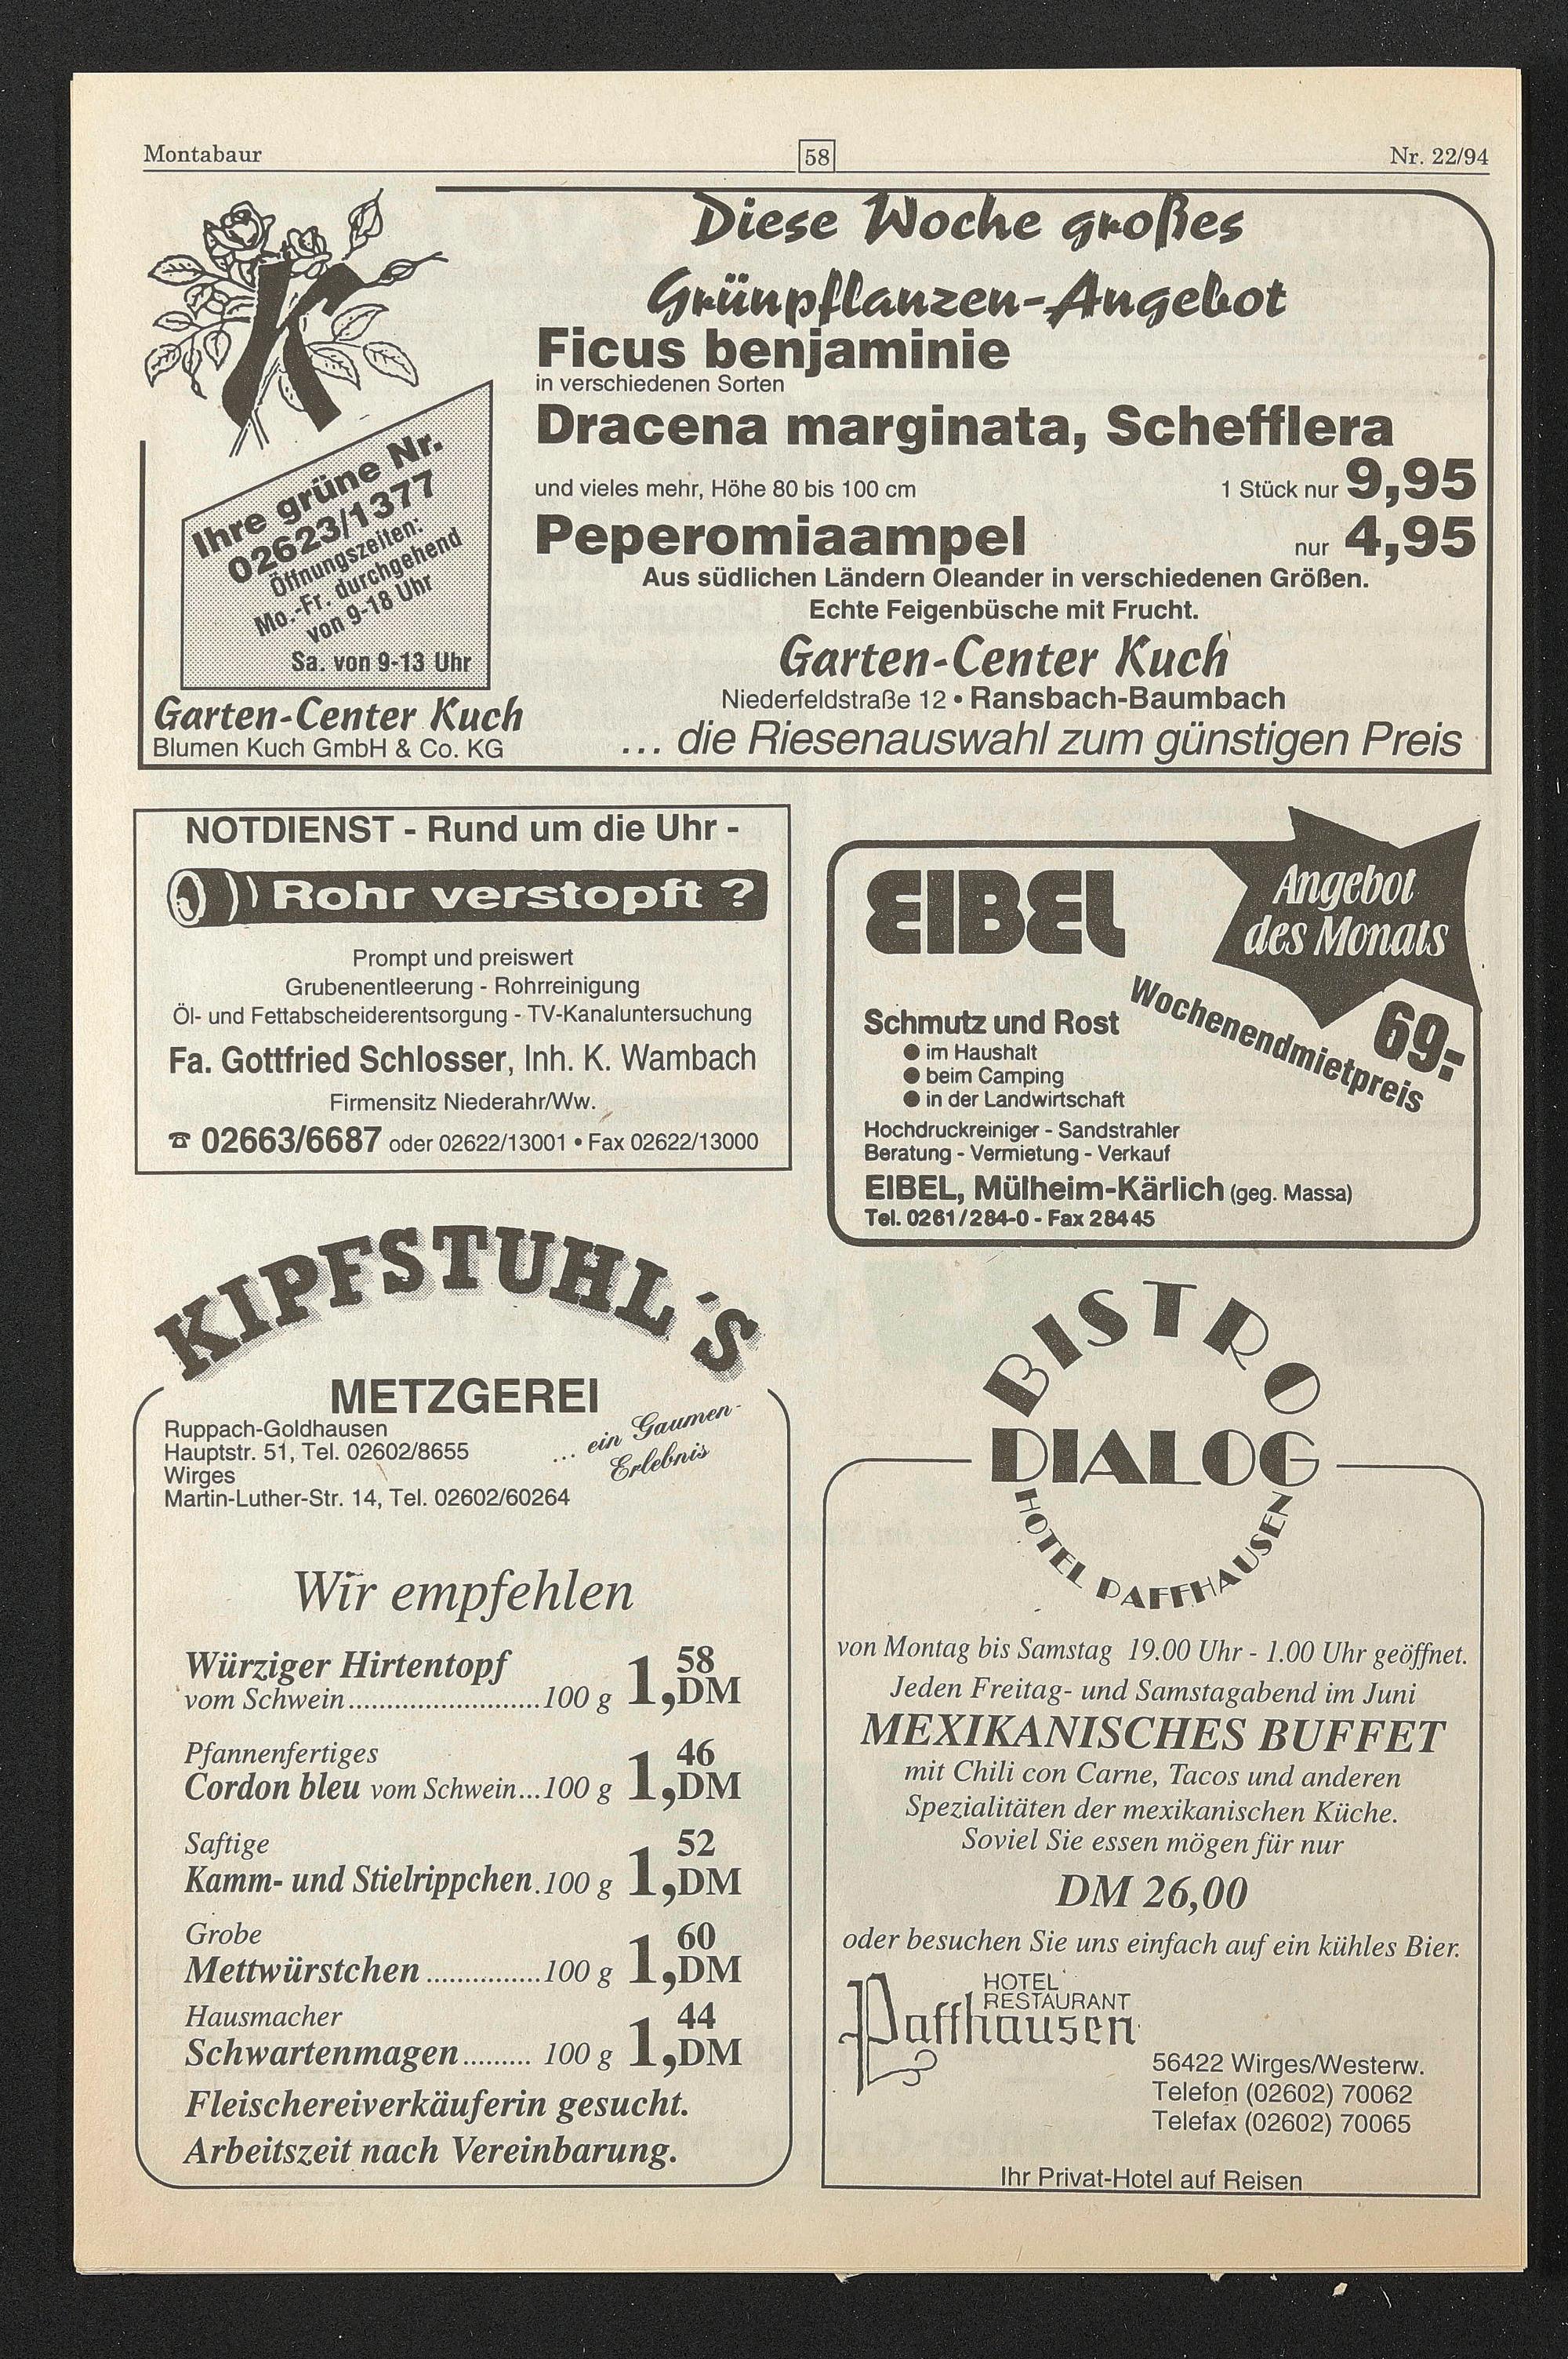 Montabaur
58
Nr. 22/94
Diese Woche großes
Grünpflanzen-Angebot
Ficus benjaminie
in verschiedenen Sorten
Dracena marginata, Schefflera
und vieles mehr, Höhe 80 bis 100 cm 1 Stück nur 9,95
Peperomiaampel nur 4,95
Aus südlichen Ländern Oleander in verschiedenen Größen.
Echte Feigenbüsche mit Frucht.
Garten-Center Kuch
Niederfeldstraße 12 • Ransbach-Baumbach
... die Riesenauswahl zum günstigen Preis
K
Ihre grüne Nr.
02623/1377
Öffnungszeiten:
Mo.-Fr. durchgehend
von 9-18 Uhr
Sa. von 9-13 Uhr
Garten-Center Kuch
Blumen Kuch GmbH & Co. KG
NOTDIENST - Rund um die Uhr -
Rohr verstopft ?
Prompt und preiswert
Grubenentleerung - Rohrreinigung
Öl- und Fettabscheiderentsorgung - TV-Kanaluntersuchung
Fa. Gottfried Schlosser, Inh. K. Wambach
Firmensitz Niederahr/Ww.
☎ 02663/6687 oder 02622/13001 • Fax 02622/13000
EIBEL
Angebot
des Monats
Wochenendmietpreis
69.-
Schmutz und Rost
● im Haushalt
● beim Camping
● in der Landwirtschaft
Hochdruckreiniger - Sandstrahler
Beratung - Vermietung - Verkauf
EIBEL, Mülheim-Kärlich (geg. Massa)
Tel. 0261/284-0 - Fax 28445
KIPFSTUHL´S
METZGEREI
Ruppach-Goldhausen
Hauptstr. 51, Tel. 02602/8655
Wirges
Martin-Luther-Str. 14, Tel. 02602/60264
... ein Gaumen-
Erlebnis
Wir empfehlen
Würziger Hirtentopf
vom Schwein.........................100 g 1,58 DM
Pfannenfertiges
Cordon bleu vom Schwein...100 g 1,46 DM
Saftige
Kamm- und Stielrippchen.100 g 1,52 DM
Grobe
Mettwürstchen ...............100 g 1,60 DM
Hausmacher
Schwartenmagen......... 100 g 1,44 DM
Fleischereiverkäuferin gesucht.
Arbeitszeit nach Vereinbarung.
BISTRO
DIALOG
HOTEL PAFFHAUSEN
von Montag bis Samstag 19.00 Uhr - 1.00 Uhr geöffnet.
Jeden Freitag- und Samstagabend im Juni
MEXIKANISCHES BUFFET
mit Chili con Carne, Tacos und anderen
Spezialitäten der mexikanischen Küche.
Soviel Sie essen mögen für nur
DM 26,00
oder besuchen Sie uns einfach auf ein kühles Bier.
HOTEL
RESTAURANT
Paffhausen
56422 Wirges/Westerw.
Telefon (02602) 70062
Telefax (02602) 70065
Ihr Privat-Hotel auf Reisen